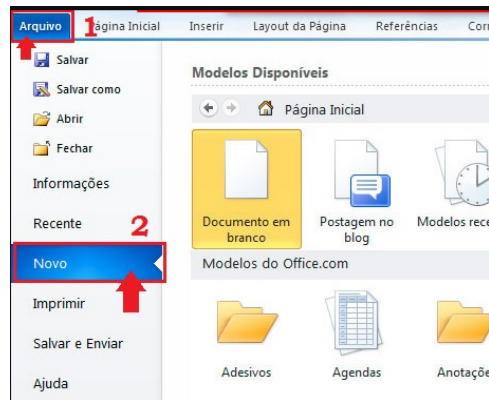 Arquivo 1 Página Inicial Inserir Layout da Página Referências
Salvar
Salvar como
Abrir
Fechar
Informações
Recente 2
Novo
Imprimir
Salvar e Enviar
Ajuda
Modelos Disponíveis
Página Inicial
Documento em
branco
Postagem no
blog
Modelos
Modelos do Office.com
Adesivos
Agendas